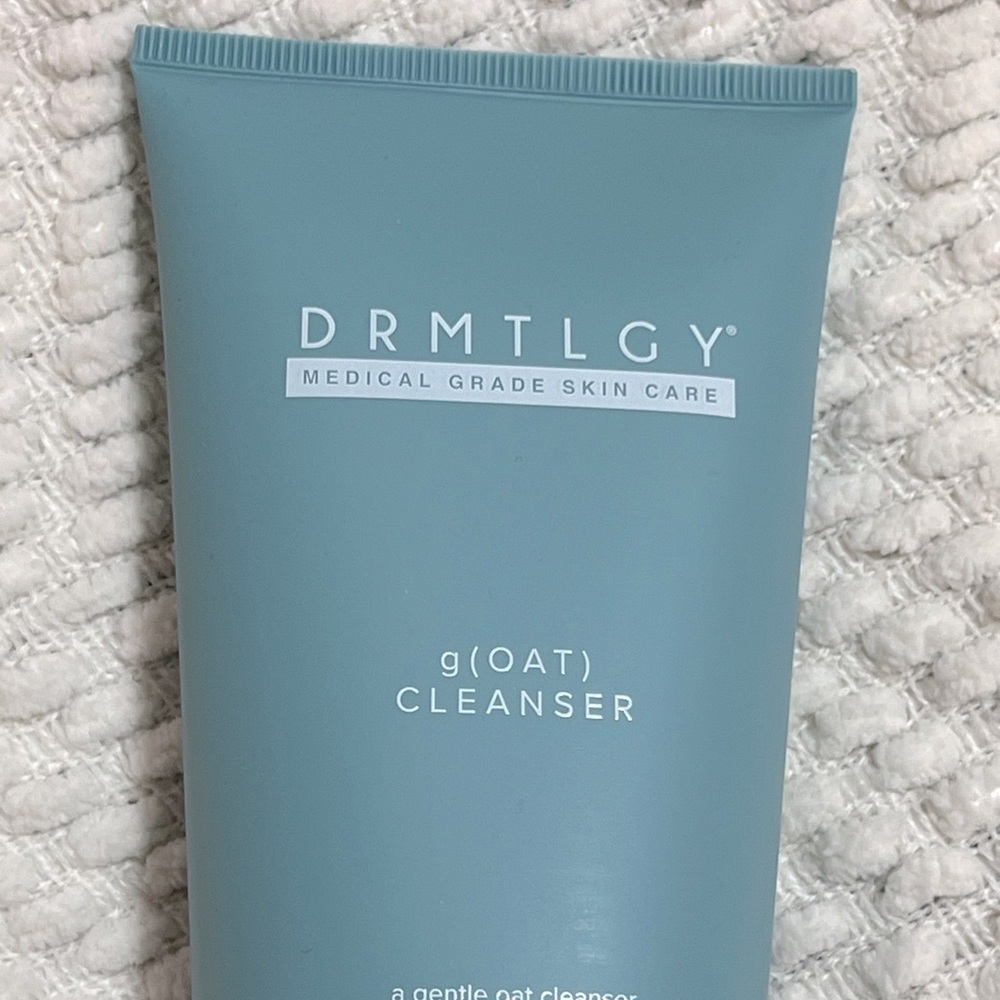 DRMTLGY®
MEDICAL GRADE SKIN CARE
g(OAT)
CLEANSER
a gentle oat cleanser